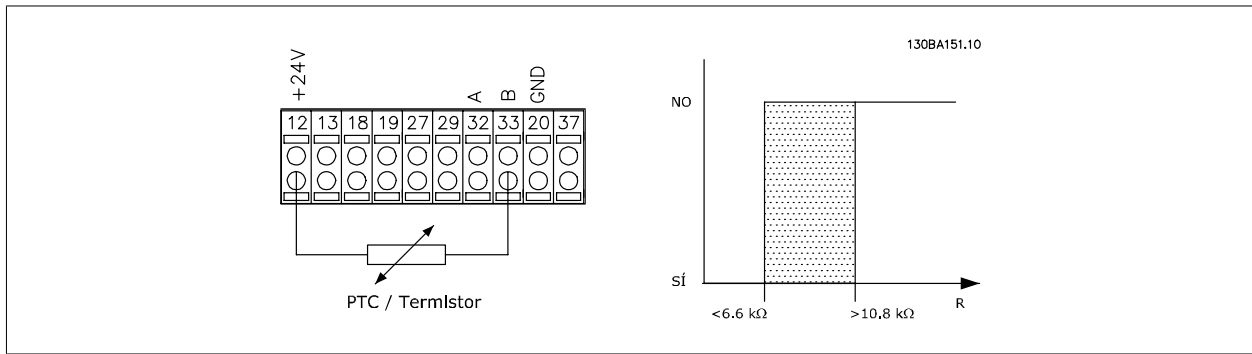 130BA151.10
+24V
A
B
GND
12 13 18 19 27 29 32 33 20 37
PTC / Termistor
NO
SÍ
<6.6 kΩ
>10.8 kΩ
R